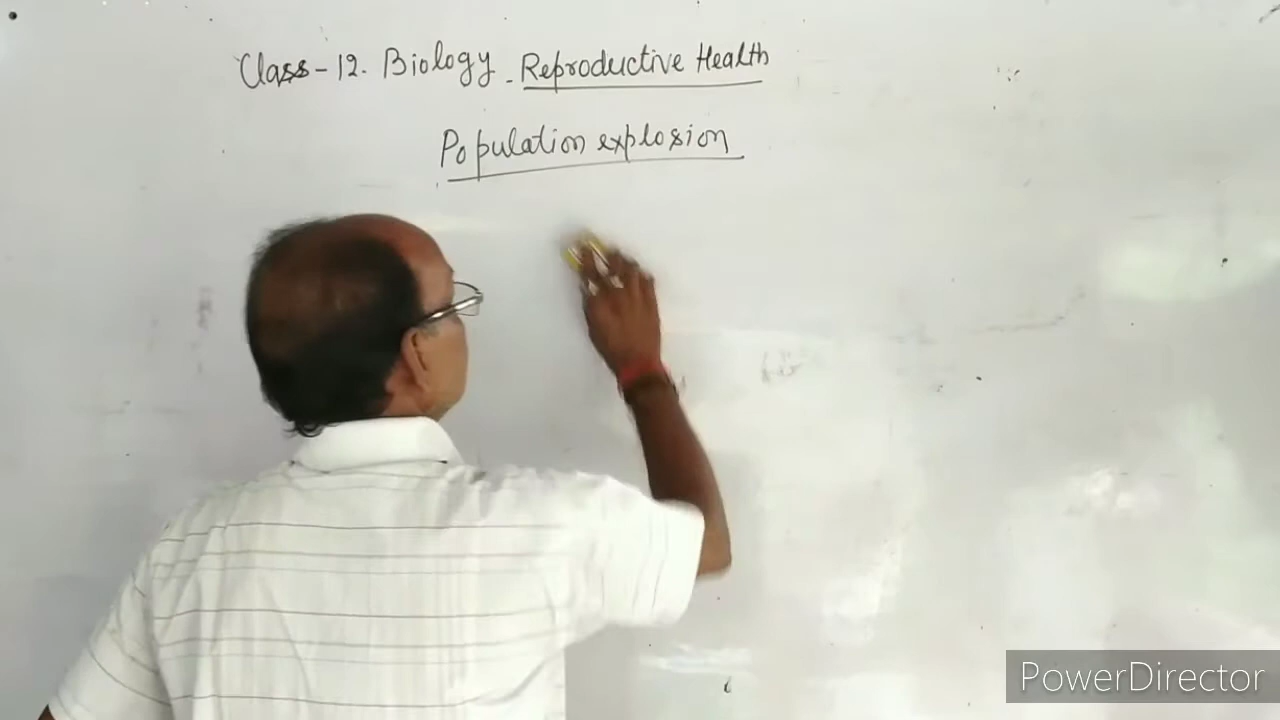 Class-12. Biology - Reproductive Health
Population explosion
PowerDirector